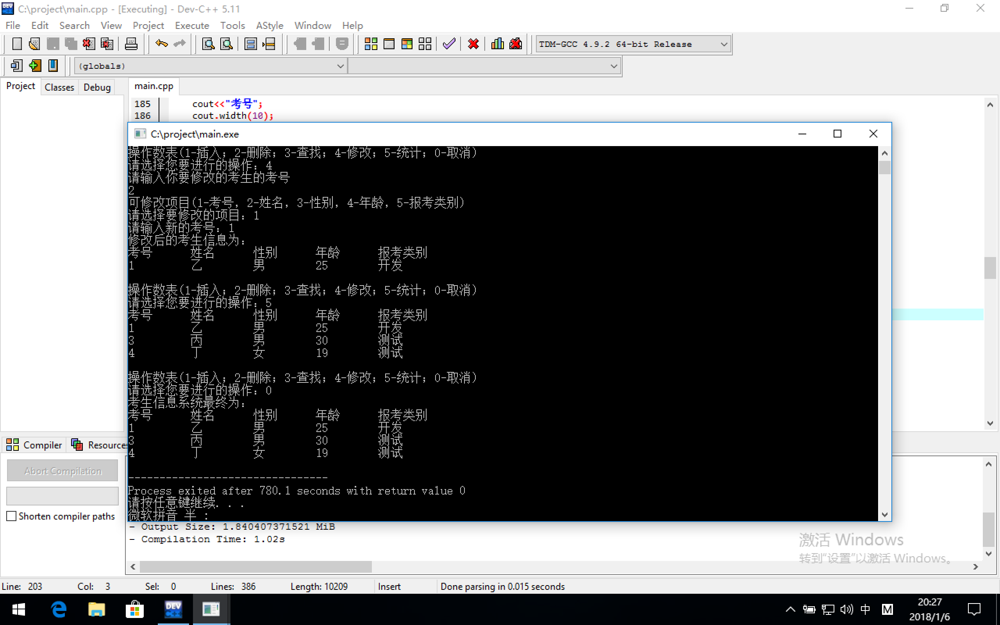 C:\project\main.cpp - [Executing] - Dev-C++ 5.11
File Edit Search View Project Execute Tools AStyle Window Help
TDM-GCC 4.9.2 64-bit Release
(globals)
Project Classes Debug main.cpp
185 cout<<"考号";
186 cout.width(10);
C:\project\main.exe
操作数表(1-插入; 2-删除; 3-查找; 4-修改; 5-统计; 0-取消)
请选择您要进行的操作: 4
请输入你要修改的考生的考号
2
可修改项目(1-考号, 2-姓名, 3-性别, 4-年龄, 5-报考类别)
请选择要修改的项目: 1
请输入新的考号: 1
修改后的考生信息为:
考号 姓名 性别 年龄 报考类别
1 乙 男 25 开发
操作数表(1-插入; 2-删除; 3-查找; 4-修改; 5-统计; 0-取消)
请选择您要进行的操作: 5
考号 姓名 性别 年龄 报考类别
1 乙 男 25 开发
3 丙 男 30 测试
4 丁 女 19 测试
操作数表(1-插入; 2-删除; 3-查找; 4-修改; 5-统计; 0-取消)
请选择您要进行的操作: 0
考生信息系统最终为:
考号 姓名 性别 年龄 报考类别
1 乙 男 25 开发
3 丙 男 30 测试
4 丁 女 19 测试
--------------------------------
Process exited after 780.1 seconds with return value 0
请按任意键继续. . .
微软拼音 半 :
Compiler Resources
Abort Compilation
Shorten compiler paths
- Output Size: 1.840407371521 MiB
- Compilation Time: 1.02s
激活 Windows
转到"设置"以激活 Windows。
Line: 203 Col: 3 Sel: 0 Lines: 386 Length: 10209 Insert Done parsing in 0.015 seconds
DEV C++
中 M 20:27
2018/1/6